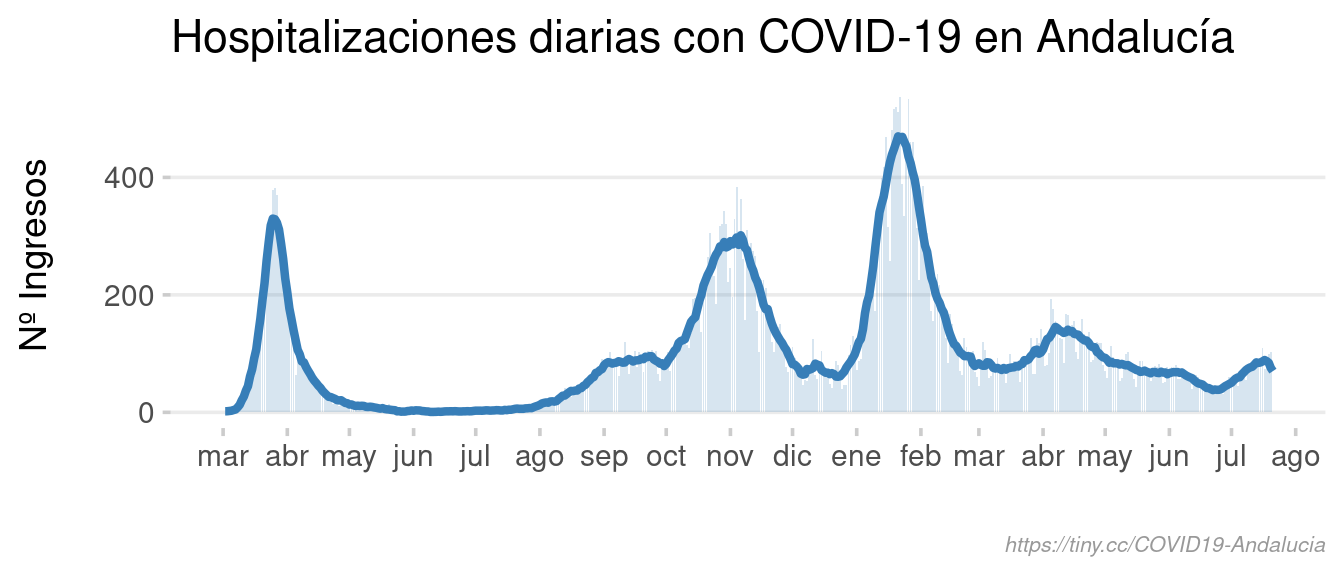 Hospitalizaciones diarias con COVID-19 en Andalucía
Nº Ingresos
400
200
0
mar abr may jun jul ago sep oct nov dic ene feb mar abr may jun jul ago
https://tiny.cc/COVID19-Andalucia